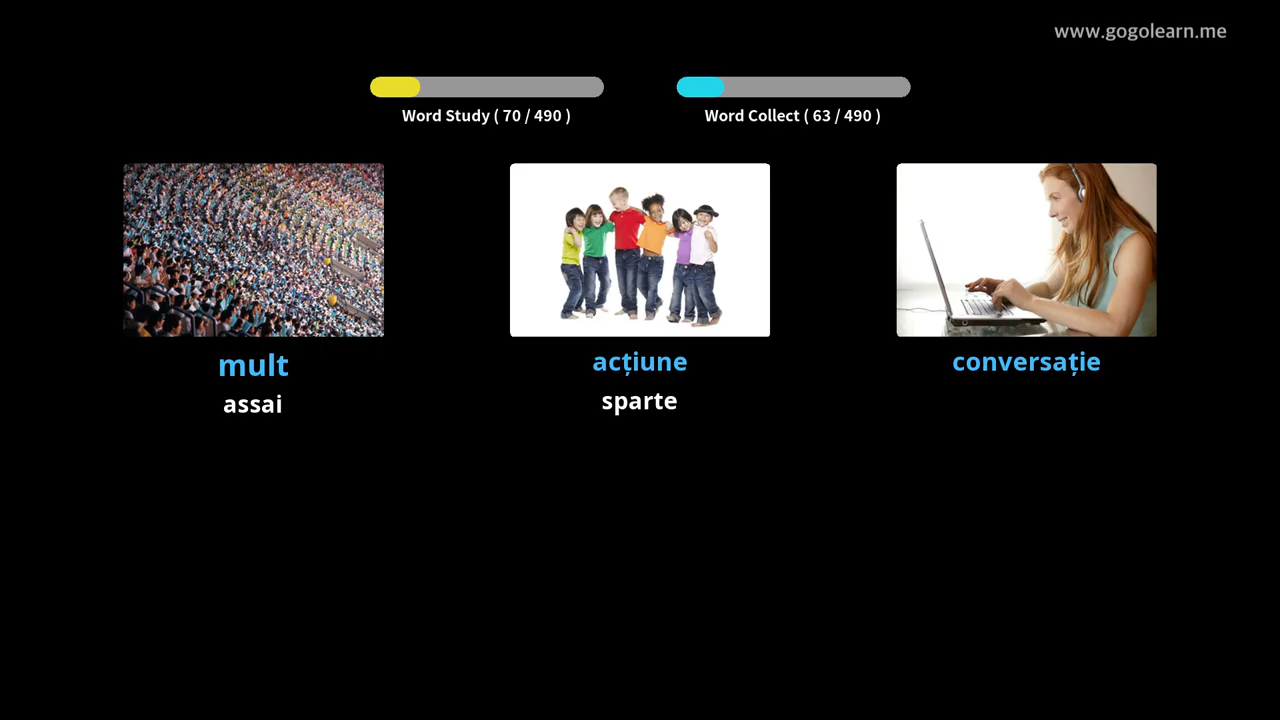 www.gogolearn.me
Word Study ( 70 / 490 )
Word Collect ( 63 / 490 )
mult
assai
acțiune
sparte
conversație